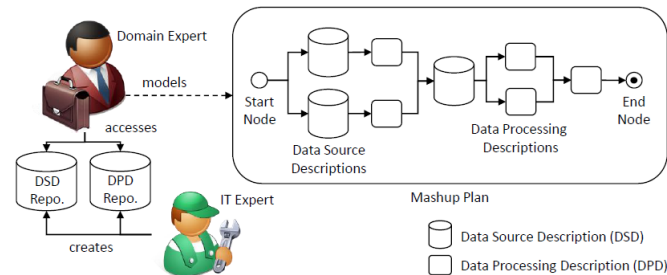 Domain Expert
models
accesses
DSD
Repo.
DPD
Repo.
IT Expert
creates
Start
Node
Data Source
Descriptions
Data Processing
Descriptions
End
Node
Mashup Plan
Data Source Description (DSD)
Data Processing Description (DPD)